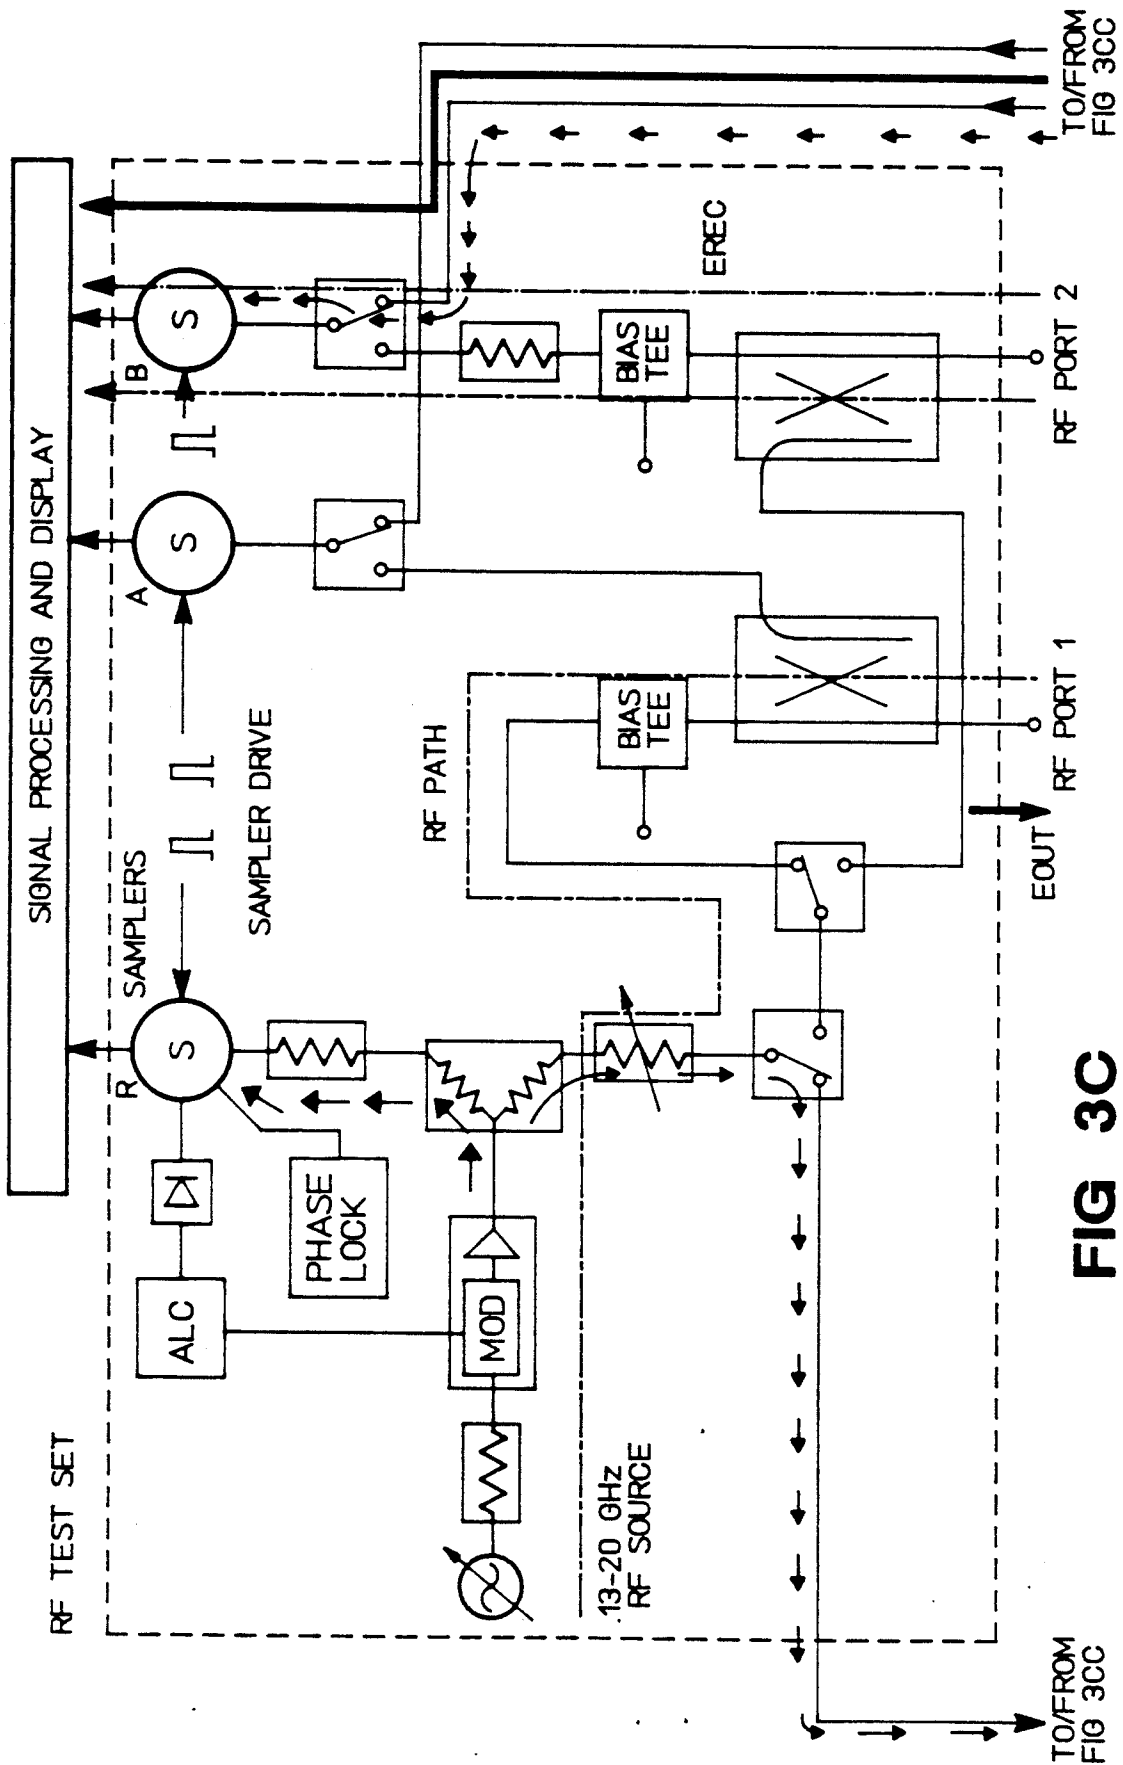 SIGNAL PROCESSING AND DISPLAY
RF TEST SET
SAMPLERS
R
S
A
S
B
S
SAMPLER DRIVE
ALC
PHASE
LOCK
MOD
RF PATH
BIAS
TEE
BIAS
TEE
EREC
.13-20 GHz
RF SOURCE
EOUT
RF PORT 1
RF PORT 2
TO/FROM
FIG 3CC
TO/FROM
FIG 3CC
FIG 3C